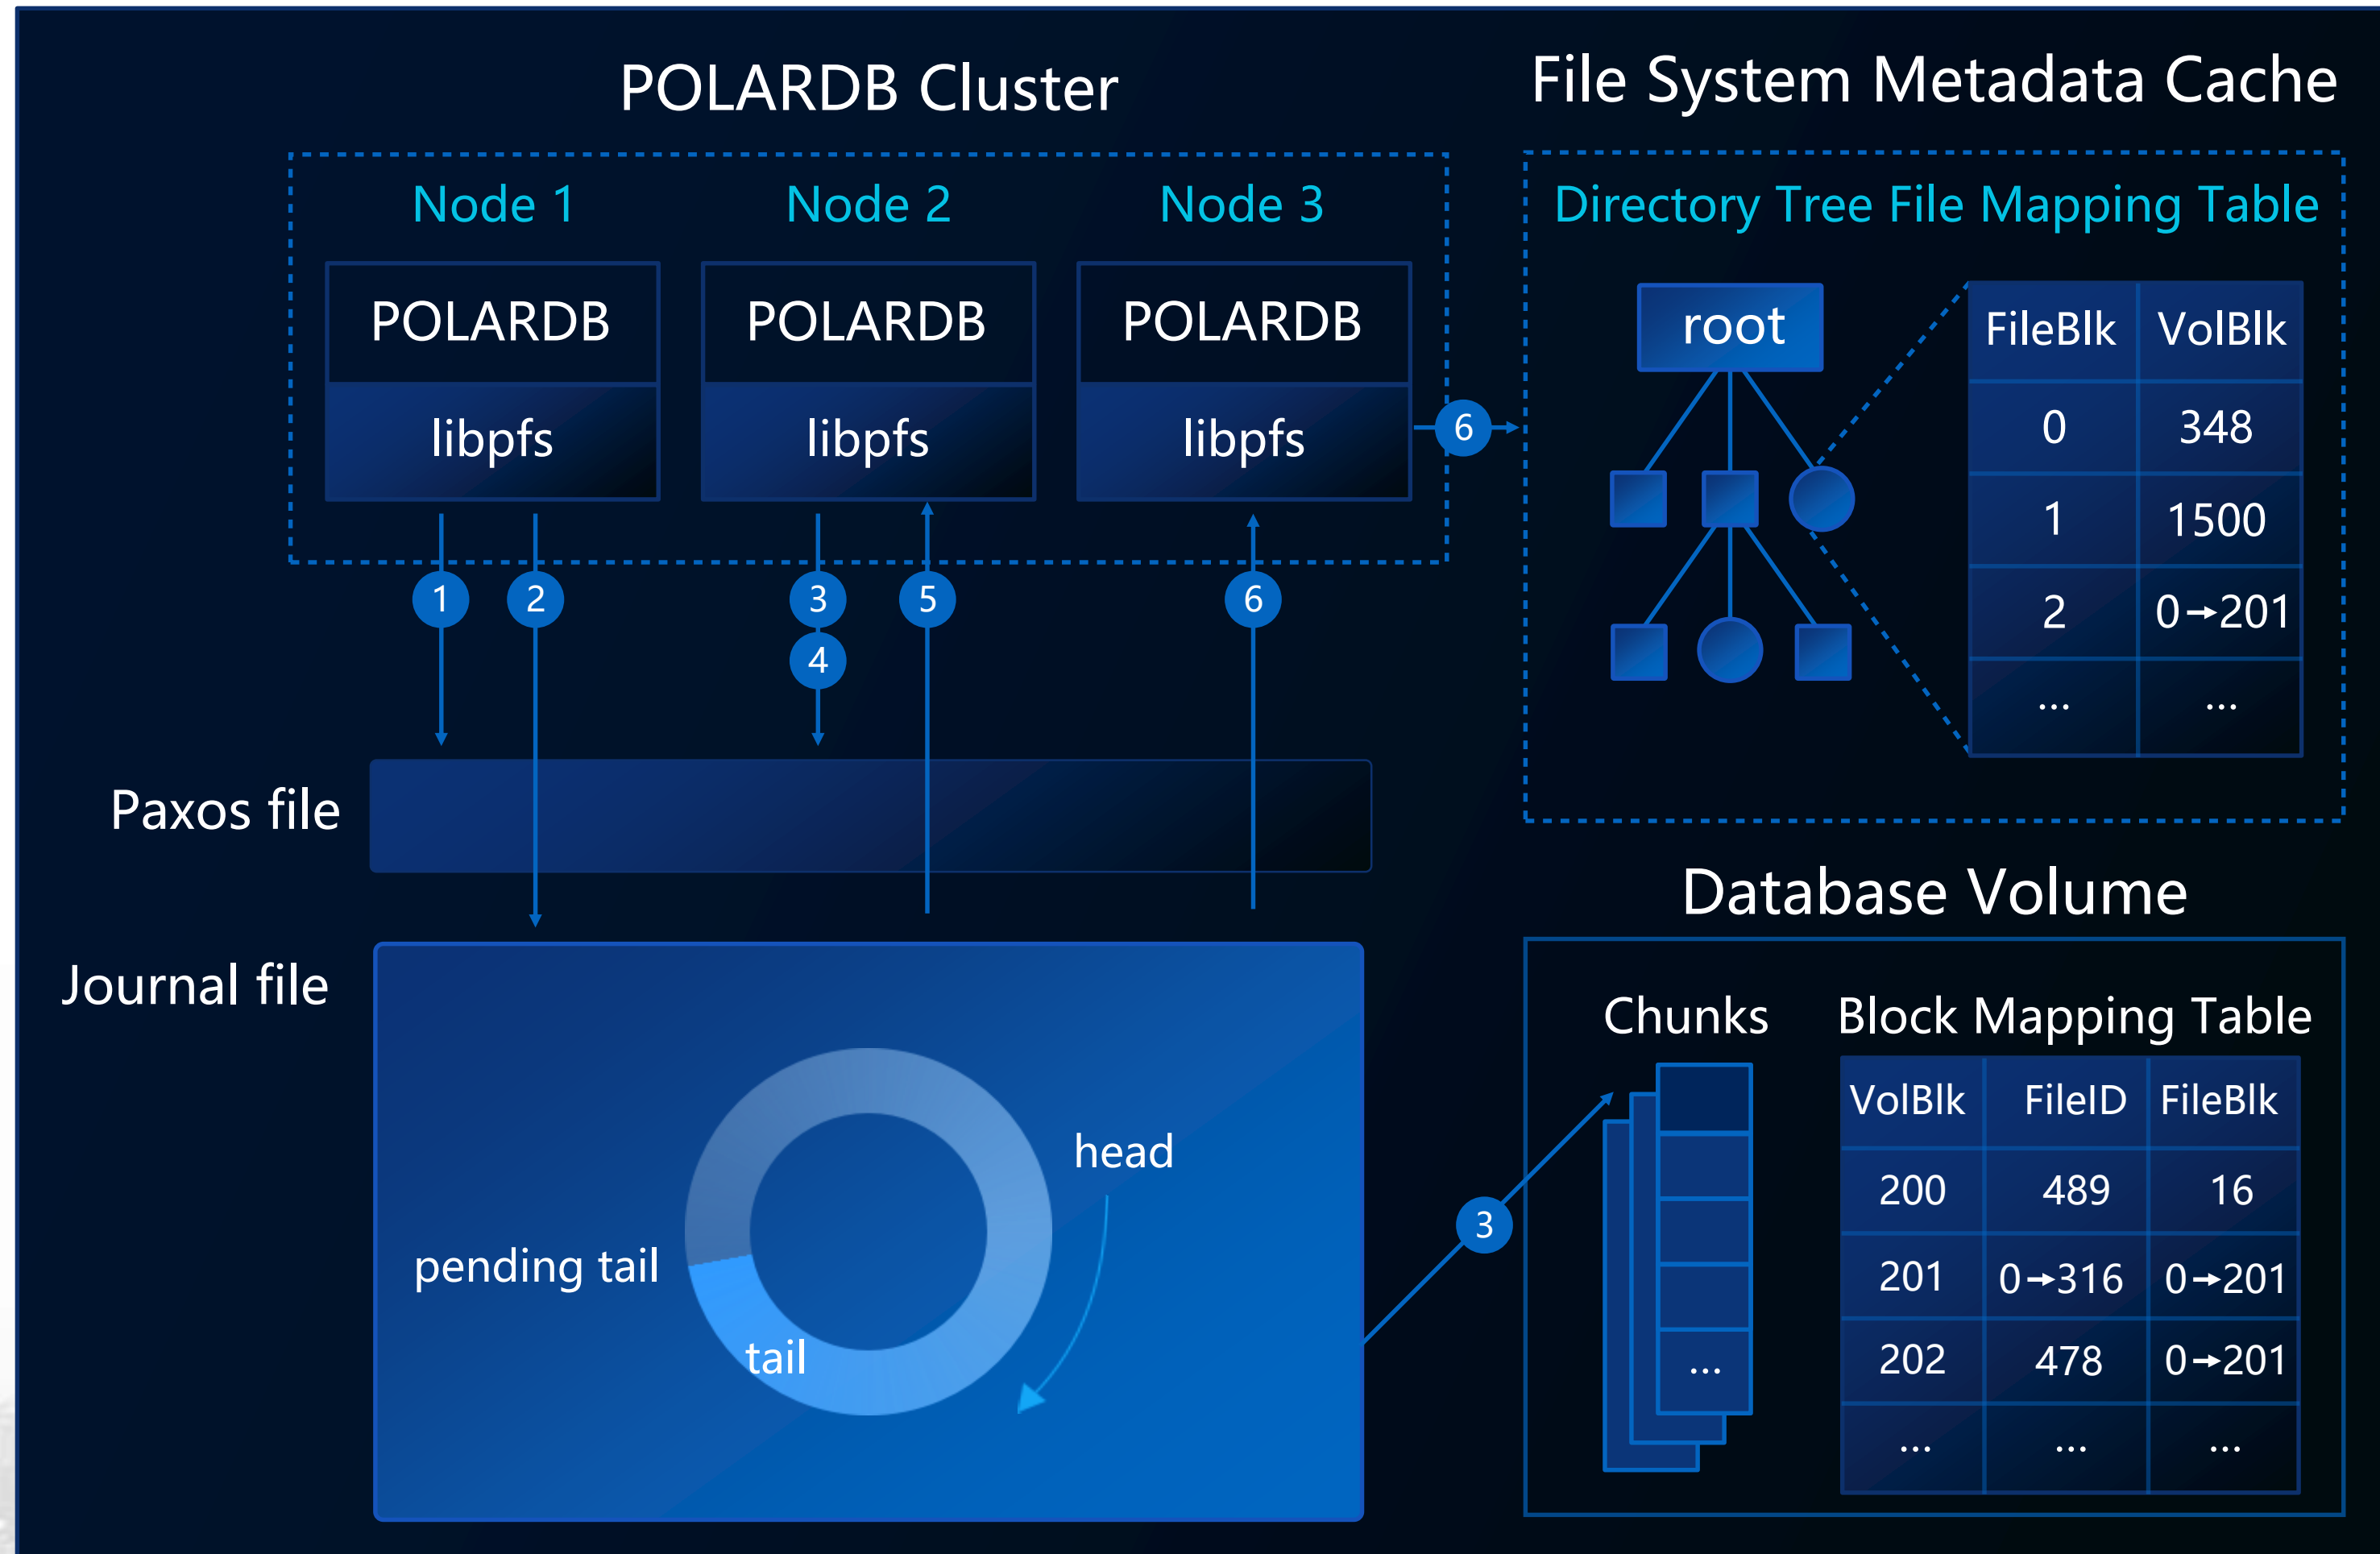 POLARDB Cluster
Node 1 Node 2 Node 3
POLARDB POLARDB POLARDB
libpfs libpfs libpfs
6
1 2 3 5 6
4
Paxos file
Journal file
head
pending tail
tail
3
File System Metadata Cache
Directory Tree File Mapping Table
root
FileBlk VolBlk
0 348
1 1500
2 0→201
... ...
Database Volume
Chunks Block Mapping Table
...
VolBlk FileID FileBlk
200 489 16
201 0→316 0→201
202 478 0→201
... ... ...